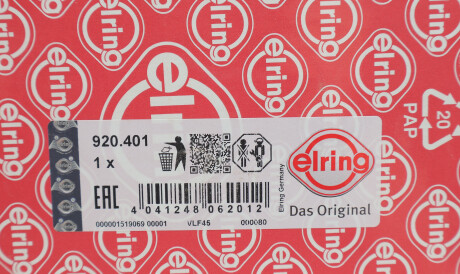 920.401
1 x
EAC
4 041248 062012
000001519069 00001 VLF45 000080
Elring Germany
elring
Das Original
20
PAP
elring
elring
elring
elring
elring
elring